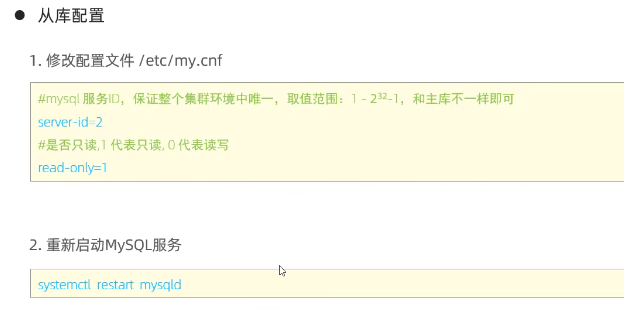 从库配置
1. 修改配置文件 /etc/my.cnf
#mysql 服务ID，保证整个集群环境中唯一，取值范围：1 - 2³²-1，和主库不一样即可
server-id=2
#是否只读,1 代表只读, 0 代表读写
read-only=1
2. 重新启动MySQL服务
systemctl restart mysqld